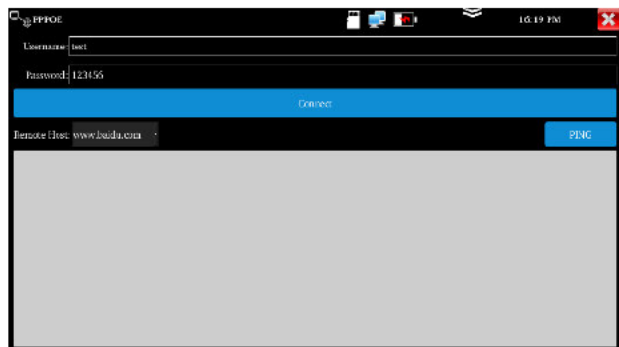 PPPOE 16:19 PM
Username: test
Password: 123456
Connect
Remote Host: www.baidu.com PING